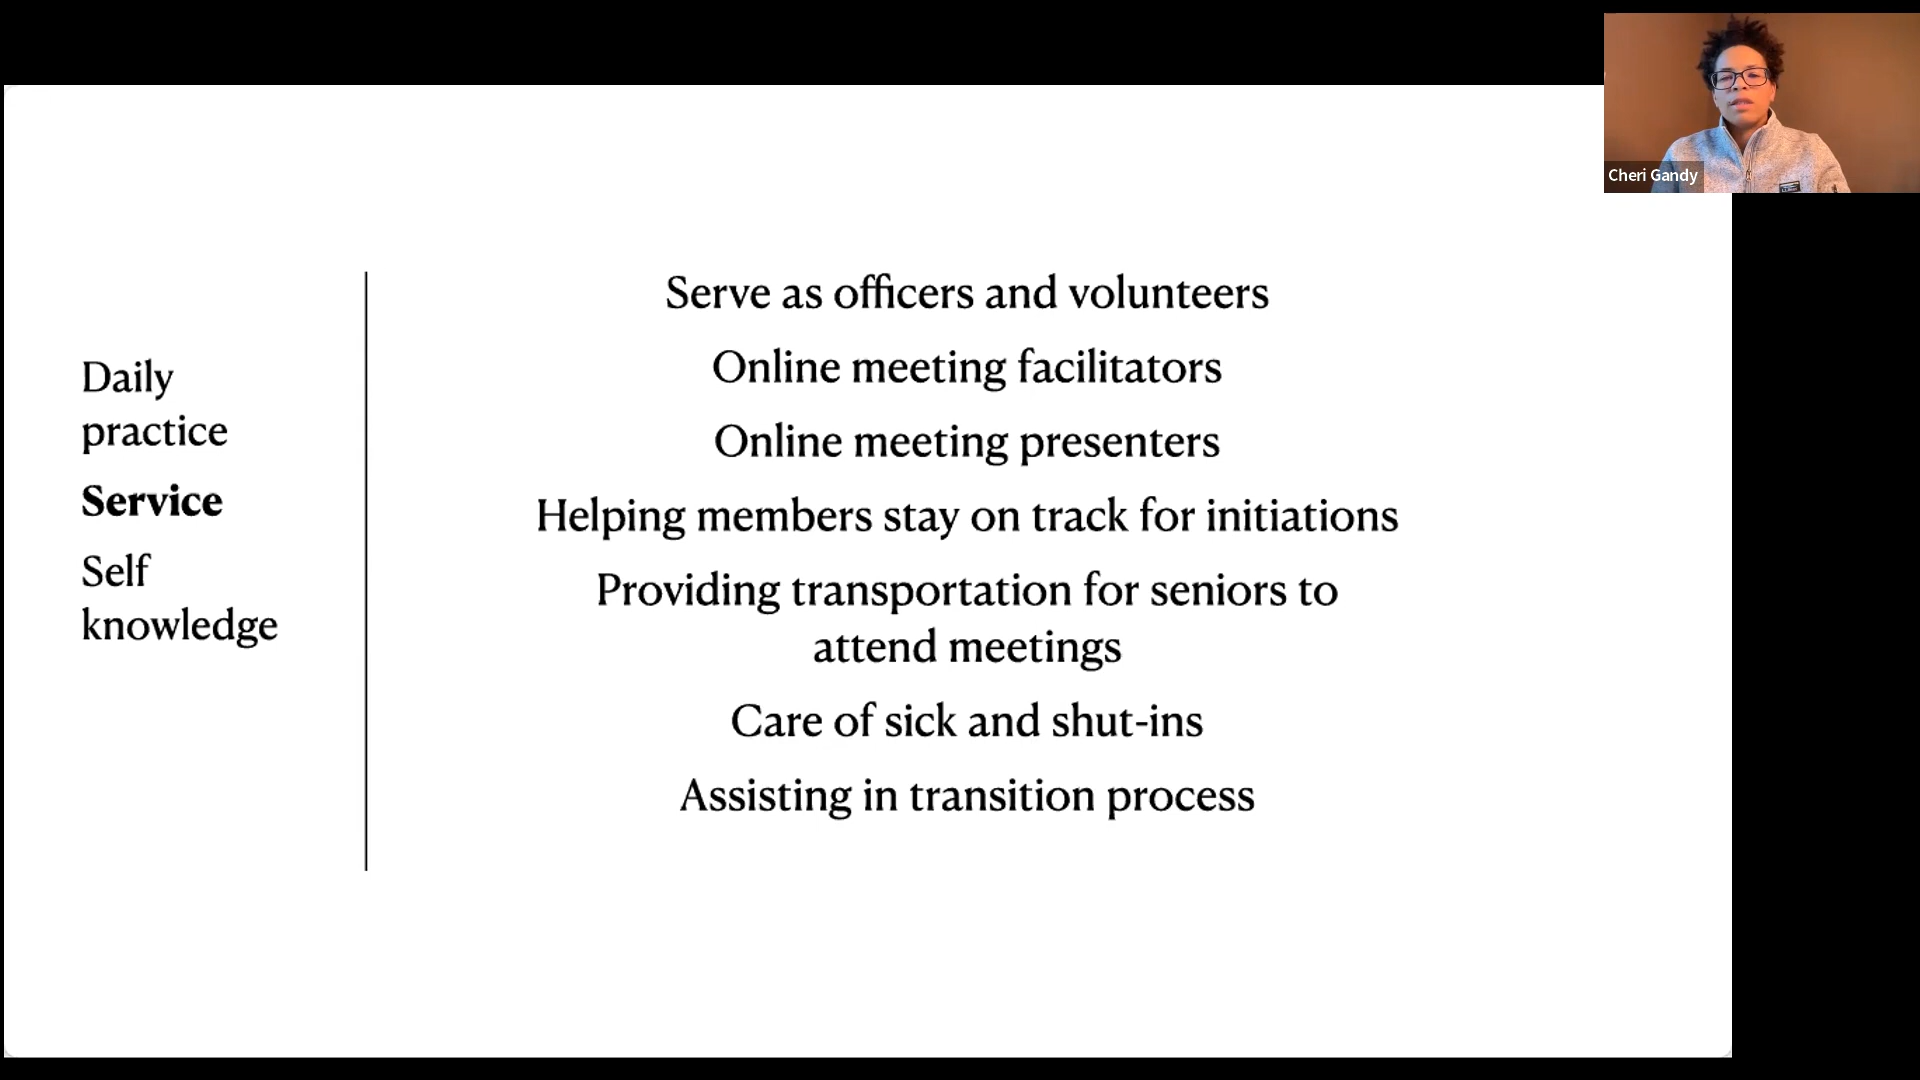 Cheri Gandy
Daily
practice
Service
Self
knowledge
Serve as officers and volunteers
Online meeting facilitators
Online meeting presenters
Helping members stay on track for initiations
Providing transportation for seniors to
attend meetings
Care of sick and shut-ins
Assisting in transition process